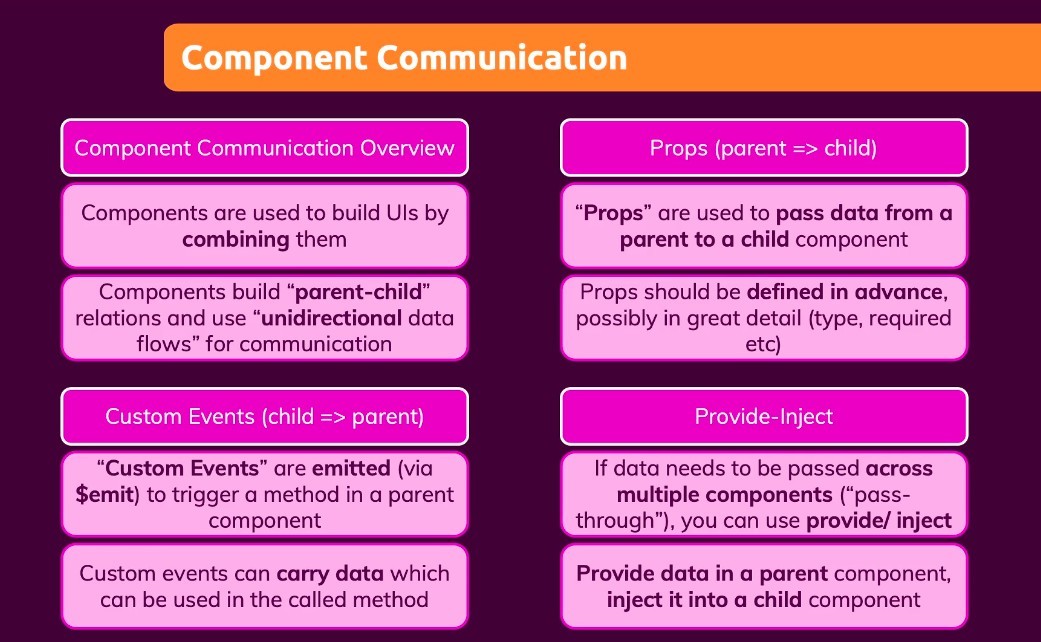 Component Communication
Component Communication Overview
Components are used to build UIs by
combining them
Components build “parent-child”
relations and use “unidirectional data
flows” for communication
Props (parent => child)
“Props” are used to pass data from a
parent to a child component
Props should be defined in advance,
possibly in great detail (type, required
etc)
Custom Events (child => parent)
“Custom Events” are emitted (via
$emit) to trigger a method in a parent
component
Custom events can carry data which
can be used in the called method
Provide-Inject
If data needs to be passed across
multiple components (“pass-
through”), you can use provide/ inject
Provide data in a parent component,
inject it into a child component